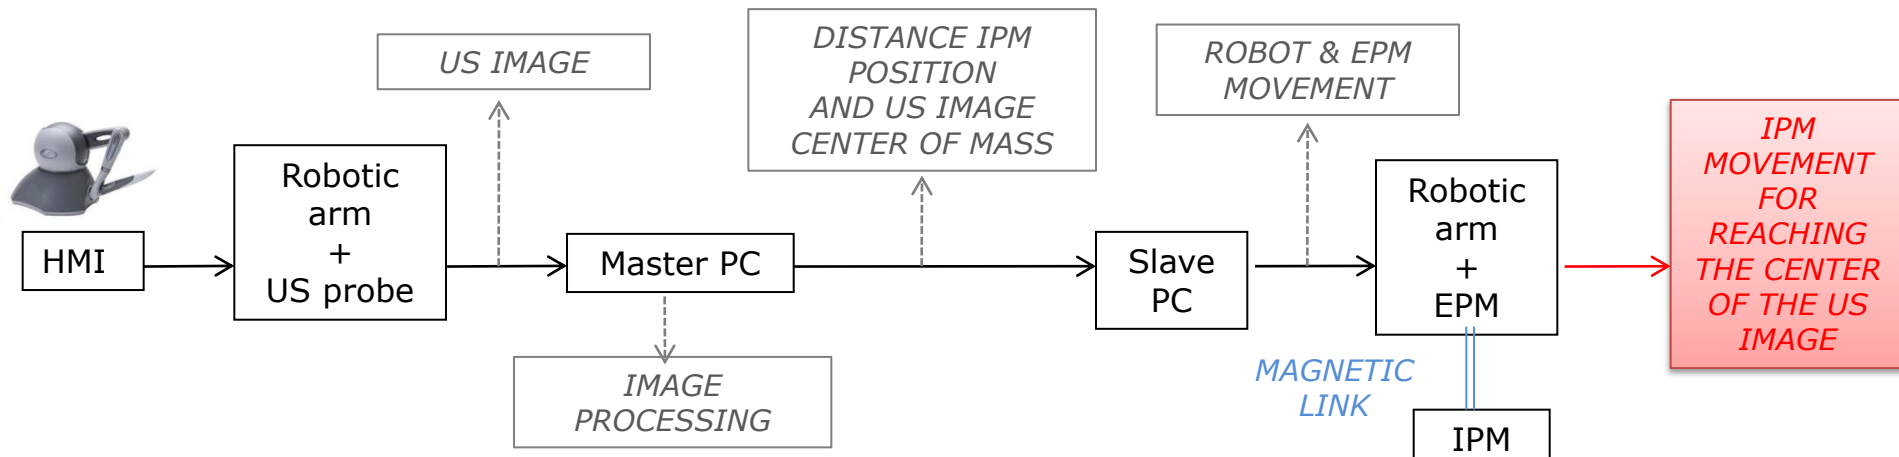 US IMAGE
DISTANCE IPM
POSITION
AND US IMAGE
CENTER OF MASS
ROBOT & EPM
MOVEMENT
HMI
Robotic
arm
+
US probe
Master PC
Slave
PC
Robotic
arm
+
EPM
IPM
MOVEMENT
FOR
REACHING
THE CENTER
OF THE US
IMAGE
IMAGE
PROCESSING
MAGNETIC
LINK
IPM